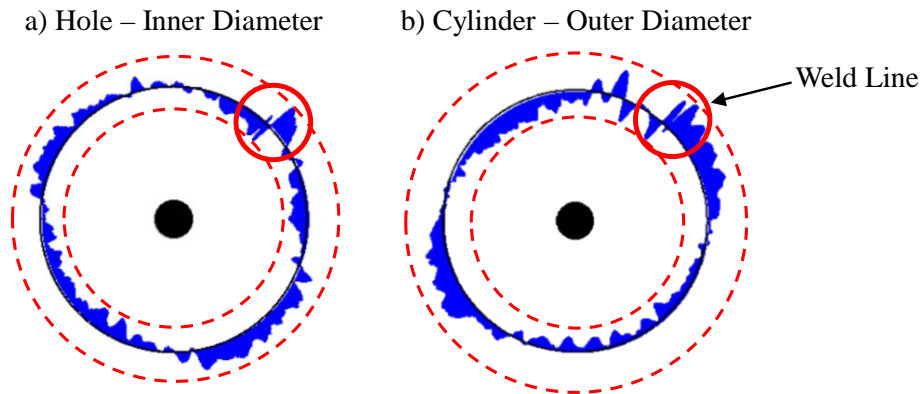 a) Hole – Inner Diameter
b) Cylinder – Outer Diameter
Weld Line